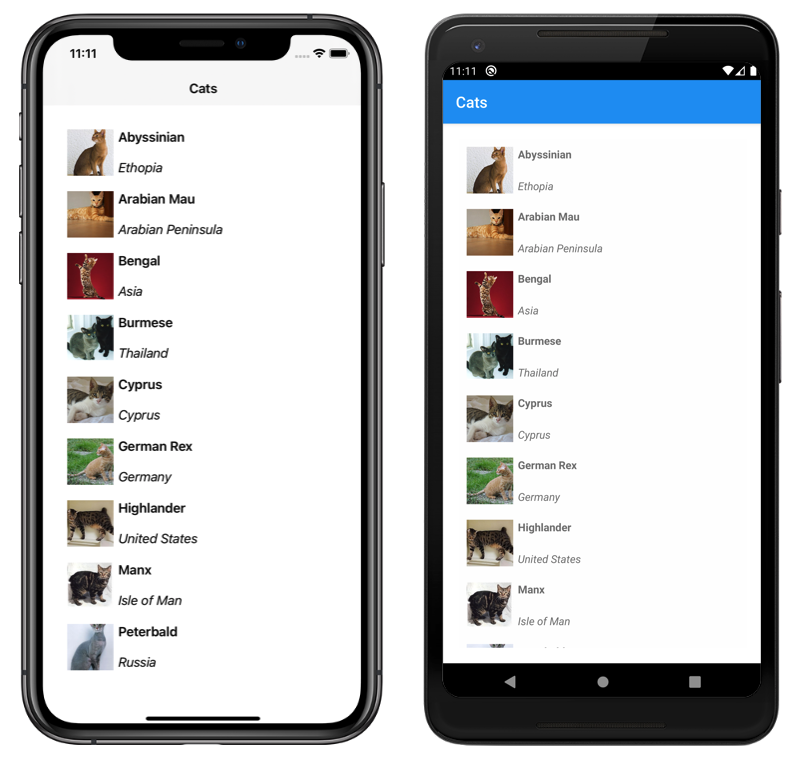 11:11
Cats
Abyssinian
Ethopia
Arabian Mau
Arabian Peninsula
Bengal
Asia
Burmese
Thailand
Cyprus
Cyprus
German Rex
Germany
Highlander
United States
Manx
Isle of Man
Peterbald
Russia
11:11
Cats
Abyssinian
Ethopia
Arabian Mau
Arabian Peninsula
Bengal
Asia
Burmese
Thailand
Cyprus
Cyprus
German Rex
Germany
Highlander
United States
Manx
Isle of Man